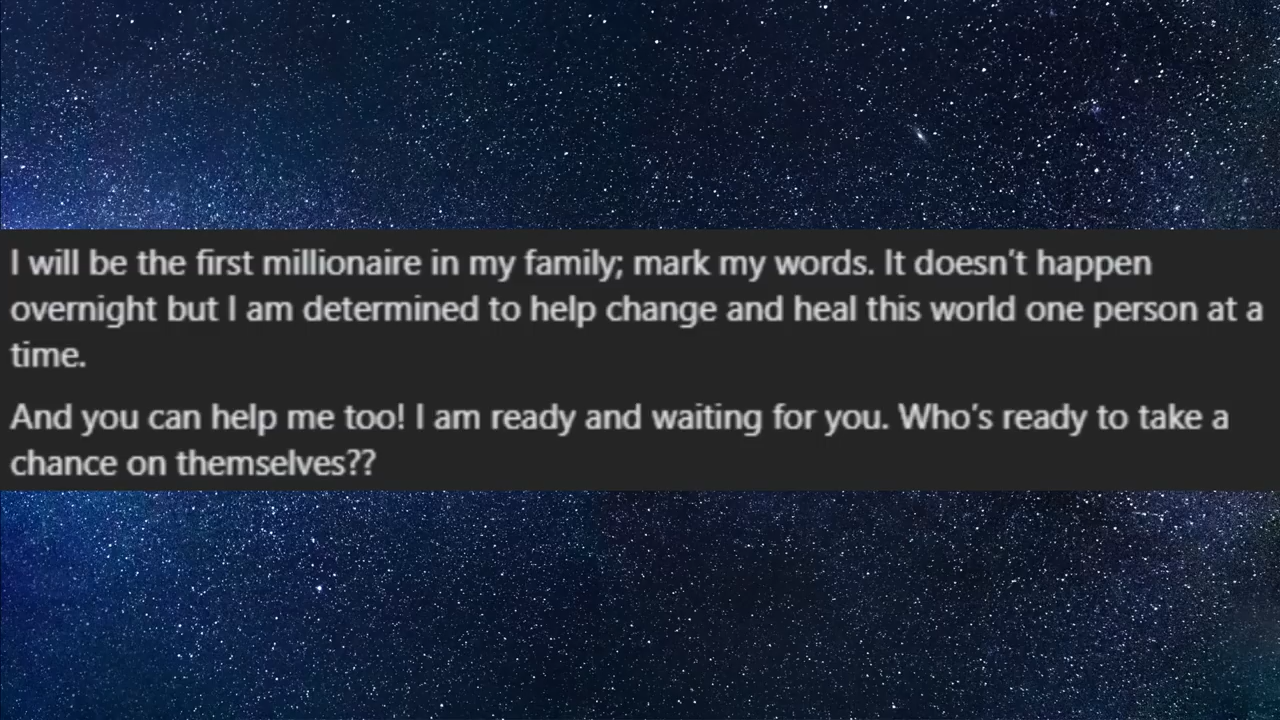 I will be the first millionaire in my family; mark my words. It doesn’t happen
overnight but I am determined to help change and heal this world one person at a
time.
And you can help me too! I am ready and waiting for you. Who’s ready to take a
chance on themselves??